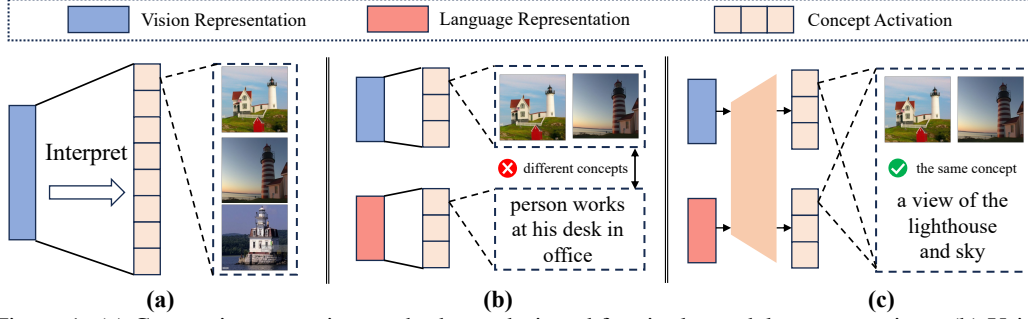 Vision Representation Language Representation Concept Activation
Interpret
different concepts
person works
at his desk in
office
the same concept
a view of the
lighthouse
and sky
(a) (b) (c)